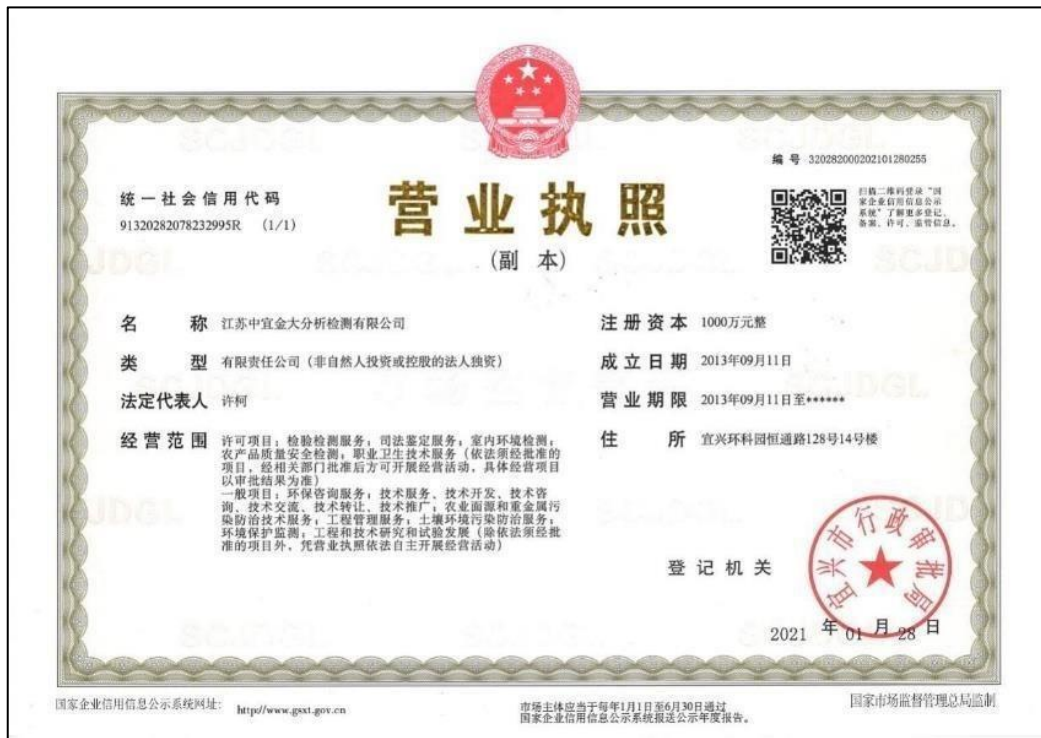 编 号 320282000202101280255
统一社会信用代码
91320282078232995R (1/1)
营业执照
(副 本)
扫描二维码登录“国
家企业信用信息公示
系统”了解更多登记、
备案、许可、监管信息。
名 称 江苏中宜金大分析检测有限公司
类 型 有限责任公司（非自然人投资或控股的法人独资）
法定代表人 许柯
经营范围 许可项目：检验检测服务；司法鉴定服务；室内环境检测；
农产品质量安全检测；职业卫生技术服务（依法须经批准的
项目，经相关部门批准后方可开展经营活动，具体经营项目
以审批结果为准）
一般项目：环保咨询服务；技术服务、技术开发、技术咨
询、技术交流、技术转让、技术推广；农业面源和重金属污
染防治技术服务；工程管理服务；土壤环境污染防治服务；
环境保护监测；工程和技术研究和试验发展（除依法须经批
准的项目外，凭营业执照依法自主开展经营活动）
注册资本 1000万元整
成立日期 2013年09月11日
营业期限 2013年09月11日至******
住 所 宜兴环科园恒通路128号14号楼
登记机关
宜兴市行政审批局
2021 年 01 月 28 日
国家企业信用信息公示系统网址： http://www.gsxt.gov.cn
市场主体应当于每年1月1日至6月30日通过
国家企业信用信息公示系统报送公示年度报告。
国家市场监督管理总局监制
SCJDGL